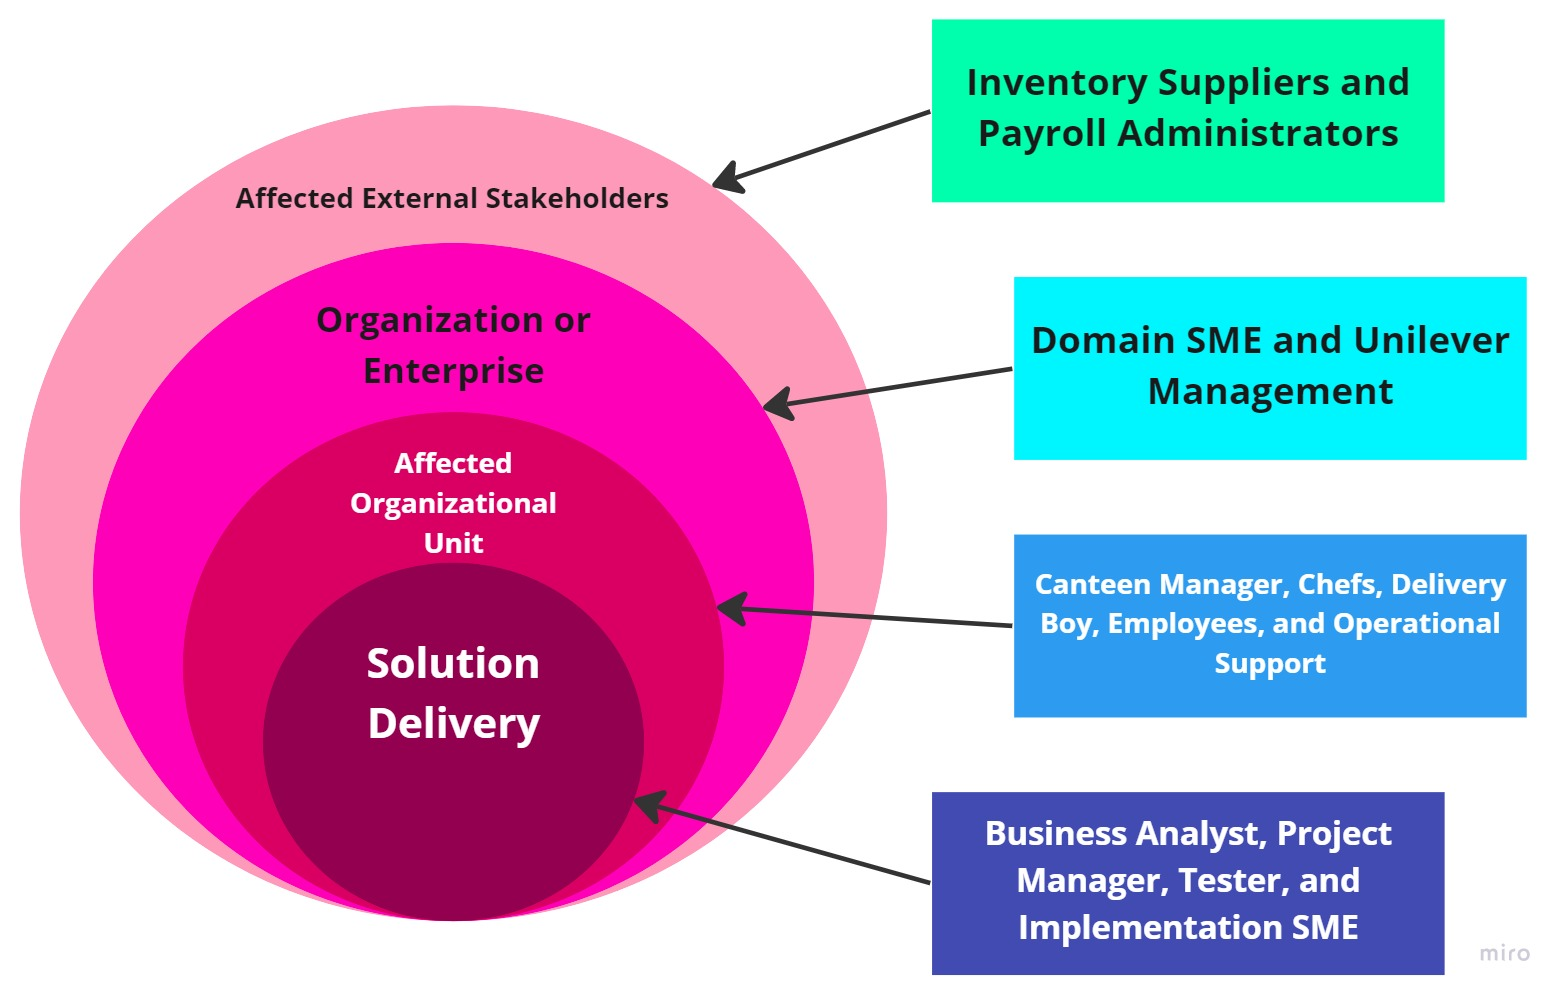 Inventory Suppliers and
Payroll Administrators
Affected External Stakeholders
Organization or
Enterprise
Domain SME and Unilever
Management
Affected
Organizational
Unit
Canteen Manager, Chefs, Delivery
Boy, Employees, and Operational
Support
Solution
Delivery
Business Analyst, Project
Manager, Tester, and
Implementation SME
miro